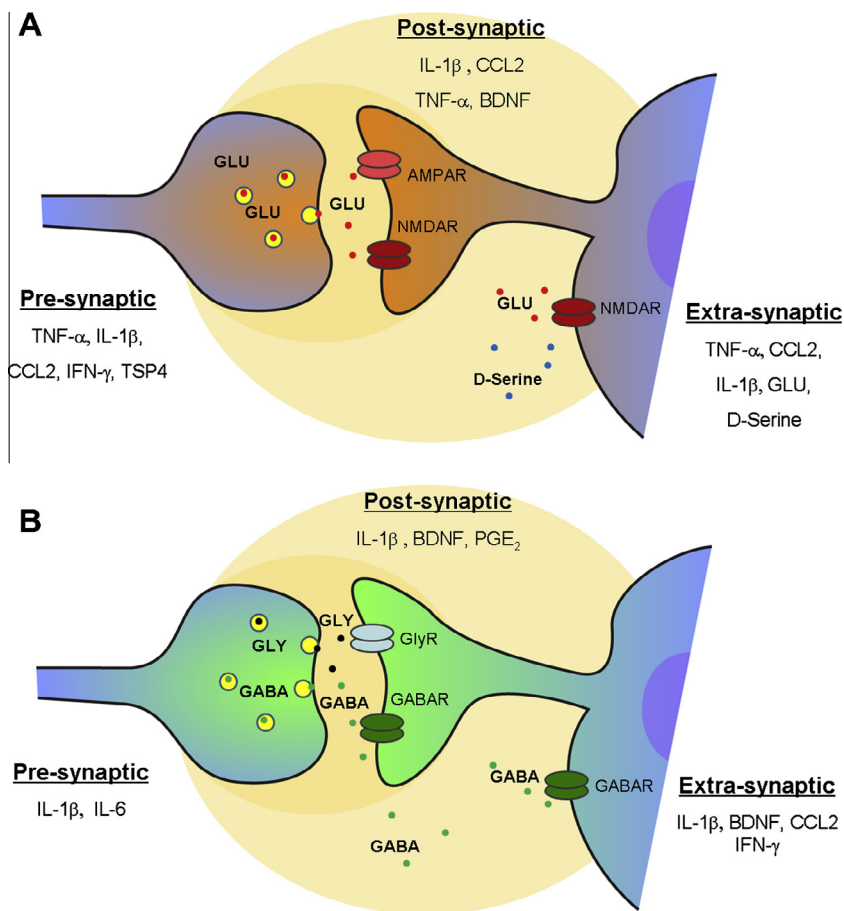 A
Post-synaptic
IL-1β , CCL2
TNF-α, BDNF
GLU
GLU
GLU
AMPAR
NMDAR
Pre-synaptic
TNF-α, IL-1β,
CCL2, IFN-γ, TSP4
GLU
NMDAR
D-Serine
Extra-synaptic
TNF-α, CCL2,
IL-1β, GLU,
D-Serine
B
Post-synaptic
IL-1β , BDNF, PGE₂
GLY
GLY
GlyR
GABA
GABA
GABAR
Pre-synaptic
IL-1β, IL-6
GABA
GABAR
GABA
Extra-synaptic
IL-1β, BDNF, CCL2
IFN-γ